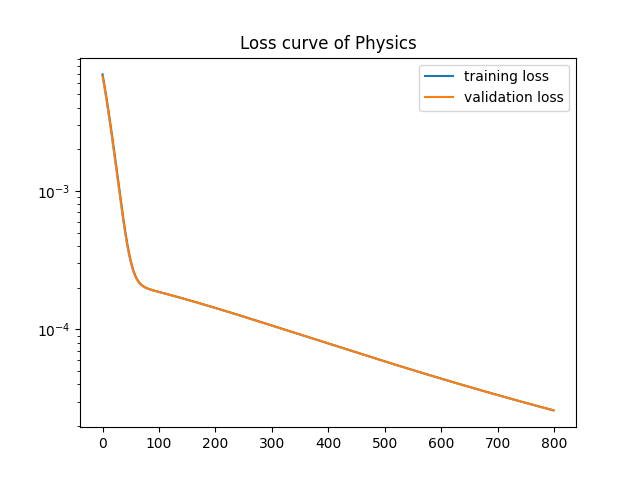 Loss curve of Physics
training loss
validation loss
10⁻³
10⁻⁴
0 100 200 300 400 500 600 700 800